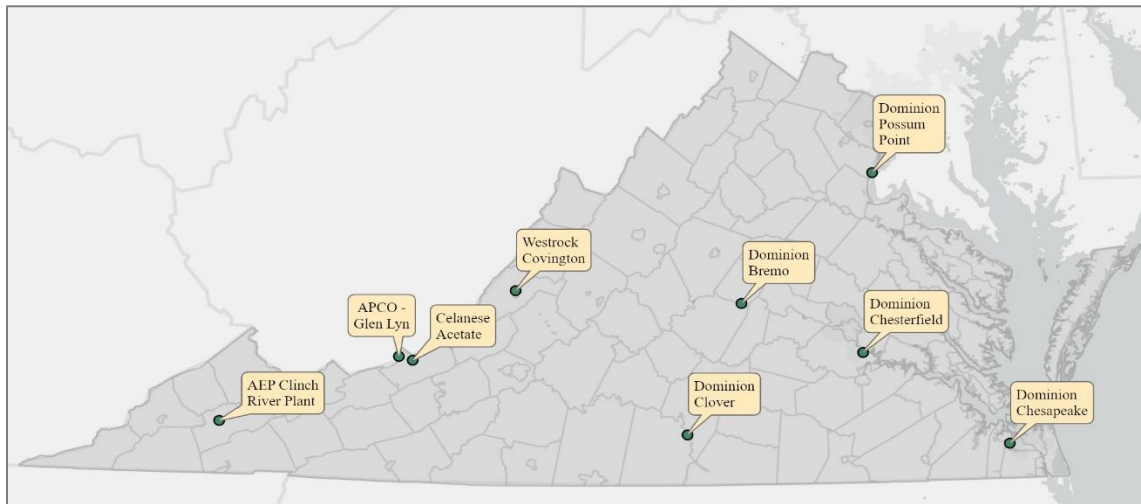 Dominion
Possum
Point
Westrock
Covington
Dominion
Bremo
APCO -
Glen Lyn
Celanese
Acetate
Dominion
Chesterfield
AEP Clinch
River Plant
Dominion
Clover
Dominion
Chesapeake